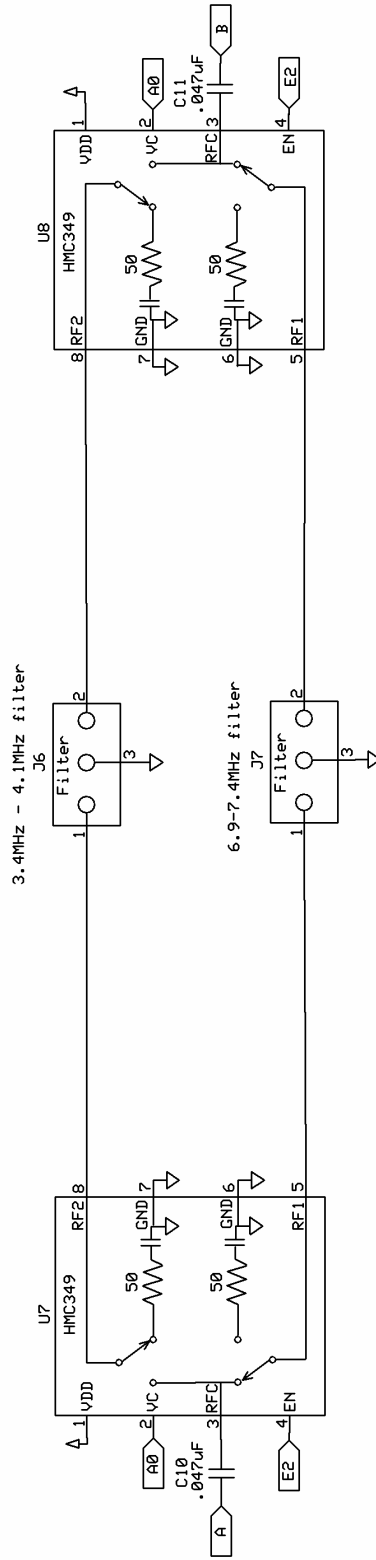 3.4MHz - 4.1MHz filter
J6
Filter
1
2
3
6.9-7.4MHz filter
J7
Filter
1
2
3
U7
HMC349
1 VDD
2 VC
3 RFC
4 EN
RF2 8
GND 7
GND 6
RF1 5
50
50
A0
C10
.047uF
A
E2
U8
HMC349
8 RF2
7 GND
6 GND
5 RF1
50
50
VDD 1
VC 2
RFC 3
EN 4
A0
C11
.047uF
B
E2